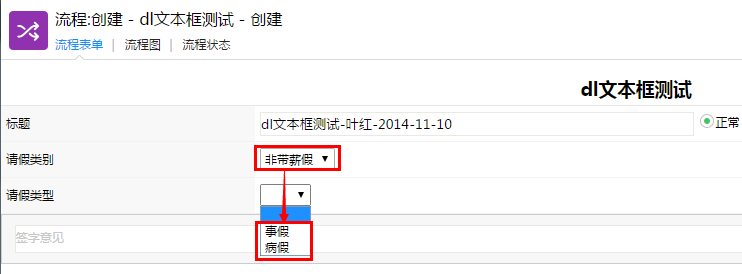 流程:创建 - dl文本框测试 - 创建
流程表单 | 流程图 | 流程状态
dl文本框测试
标题 dl文本框测试-叶红-2014-11-10 正常
请假类别 非带薪假
请假类型
事假
签字意见
病假